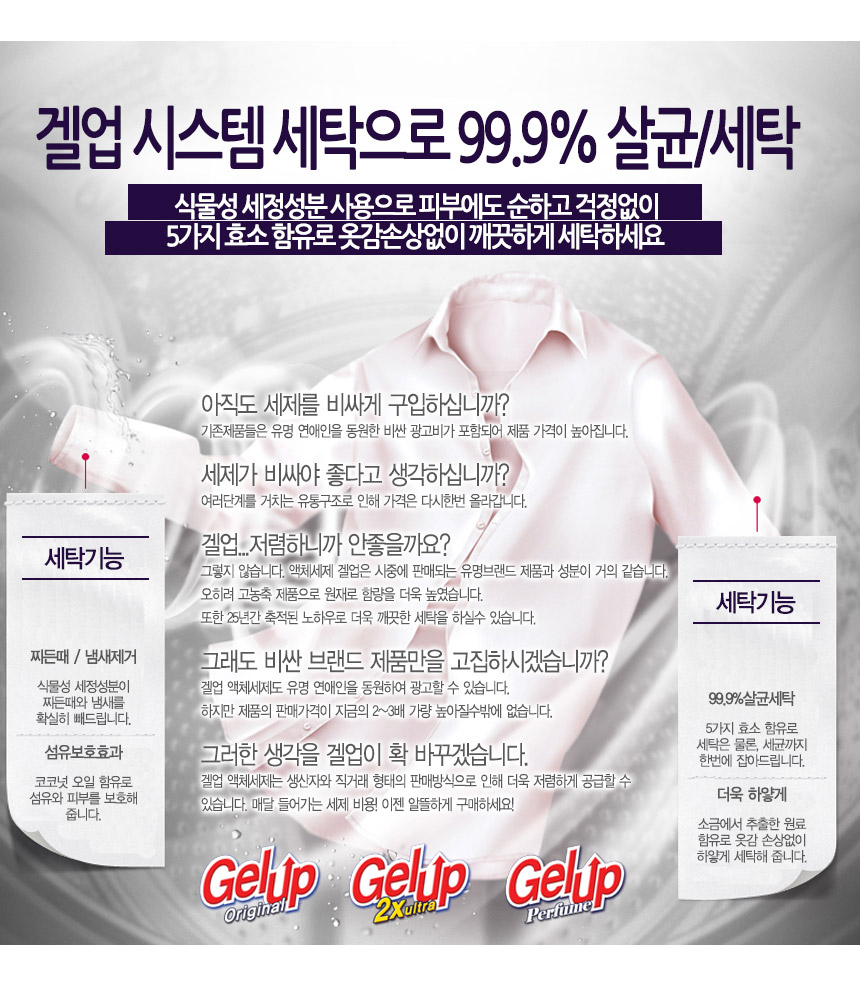 겔업 시스템 세탁으로 99.9% 살균/세탁
식물성 세정성분 사용으로 피부에도 순하고 걱정없이
5가지 효소 함유로 옷감손상없이 깨끗하게 세탁하세요
아직도 세제를 비싸게 구입하십니까?
기존제품들은 유명 연애인을 동원한 비싼 광고비가 포함되어 제품 가격이 높아집니다.
세제가 비싸야 좋다고 생각하십니까?
여러단계를 거치는 유통구조로 인해 가격은 다시한번 올라갑니다.
겔업...저렴하니까 안좋을까요?
그렇지 않습니다. 액체세제 겔업은 시중에 판매되는 유명브랜드 제품과 성분이 거의 같습니다.
오히려 고농축 제품으로 원재로 함량을 더욱 높였습니다.
또한 25년간 축적된 노하우로 더욱 깨끗한 세탁을 하실수 있습니다.
그래도 비싼 브랜드 제품만을 고집하시겠습니까?
겔업 액체세제도 유명 연애인을 동원하여 광고할 수 있습니다.
하지만 제품의 판매가격이 지금의 2~3배 가량 높아질수밖에 없습니다.
그러한 생각을 겔업이 확 바꾸겠습니다.
겔업 액체세제는 생산자와 직거래 형태의 판매방식으로 인해 더욱 저렴하게 공급할 수
있습니다. 매달 들어가는 세제 비용! 이젠 알뜰하게 구매하세요!
세탁기능
찌든때 / 냄새제거
식물성 세정성분이
찌든때와 냄새를
확실히 빼드립니다.
섬유보호효과
코코넛 오일 함유로
섬유와 피부를 보호해
줍니다.
세탁기능
99.9%살균세탁
5가지 효소 함유로
세탁은 물론, 세균까지
한번에 잡아드립니다.
더욱 하얗게
소금에서 추출한 원료
함유로 옷감 손상없이
하얗게 세탁해 줍니다.
GelUp
Original
GelUp
2x ultra
GelUp
Perfume